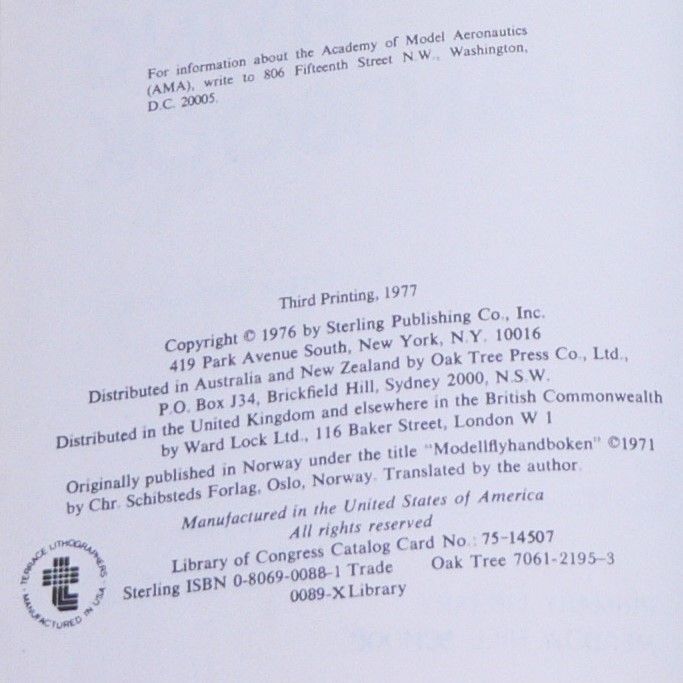 For information about the Academy of Model Aeronautics
(AMA), write to 806 Fifteenth Street N.W., Washington,
D.C. 20005.
Third Printing, 1977
Copyright © 1976 by Sterling Publishing Co., Inc.
419 Park Avenue South, New York, N.Y. 10016
Distributed in Australia and New Zealand by Oak Tree Press Co., Ltd.,
P.O. Box J34, Brickfield Hill, Sydney 2000, N.S.W.
Distributed in the United Kingdom and elsewhere in the British Commonwealth
by Ward Lock Ltd., 116 Baker Street, London W 1
Originally published in Norway under the title "Modellflyhandboken" ©1971
by Chr. Schibsteds Forlag, Oslo, Norway. Translated by the author.
Manufactured in the United States of America
All rights reserved
Library of Congress Catalog Card No.: 75-14507
Sterling ISBN 0-8069-0088-1 Trade Oak Tree 7061-2195-3
0089-X Library
TERRACE LITHOGRAPHERS
MANUFACTURED IN USA